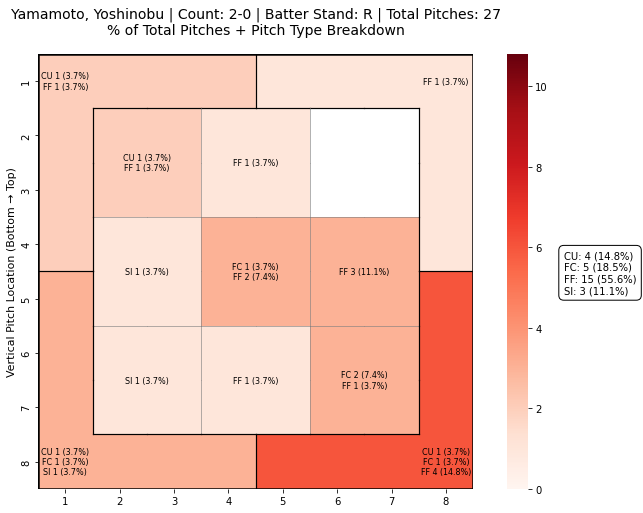 Yamamoto, Yoshinobu | Count: 2-0 | Batter Stand: R | Total Pitches: 27
% of Total Pitches + Pitch Type Breakdown
Vertical Pitch Location (Bottom → Top)
1
2
3
4
5
6
7
8
CU 1 (3.7%)
FF 1 (3.7%)
FF 1 (3.7%)
CU 1 (3.7%)
FF 1 (3.7%)
FF 1 (3.7%)
SI 1 (3.7%)
FC 1 (3.7%)
FF 2 (7.4%)
FF 3 (11.1%)
SI 1 (3.7%)
FF 1 (3.7%)
FC 2 (7.4%)
FF 1 (3.7%)
CU 1 (3.7%)
FC 1 (3.7%)
SI 1 (3.7%)
CU 1 (3.7%)
FC 1 (3.7%)
FF 4 (14.8%)
1 2 3 4 5 6 7 8
10
8
6
4
2
0
CU: 4 (14.8%)
FC: 5 (18.5%)
FF: 15 (55.6%)
SI: 3 (11.1%)